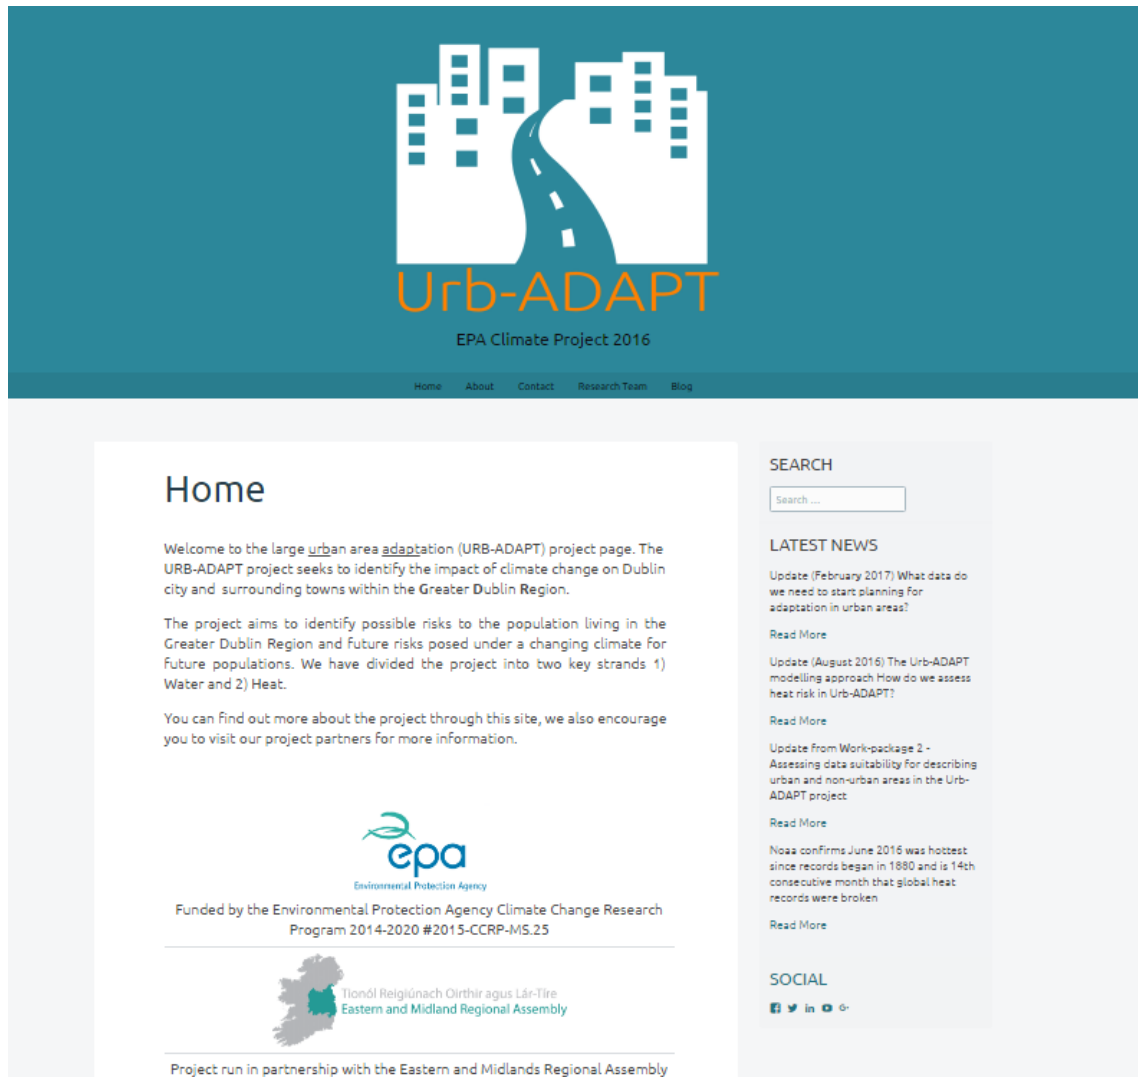 Urb-ADAPT
EPA Climate Project 2016
Home About Contact Research Team Blog
Home
Welcome to the large urban area adaptation (URB-ADAPT) project page. The
URB-ADAPT project seeks to identify the impact of climate change on Dublin
city and surrounding towns within the Greater Dublin Region.
The project aims to identify possible risks to the population living in the
Greater Dublin Region and future risks posed under a changing climate for
future populations. We have divided the project into two key strands 1)
Water and 2) Heat.
You can find out more about the project through this site, we also encourage
you to visit our project partners for more information.
epa
Environmental Protection Agency
Funded by the Environmental Protection Agency Climate Change Research
Program 2014-2020 #2015-CCRP-MS.25
Tionól Reigiúnach Oirthir agus Lár-Tíre
Eastern and Midland Regional Assembly
Project run in partnership with the Eastern and Midlands Regional Assembly
SEARCH
Search ...
LATEST NEWS
Update (February 2017) What data do
we need to start planning for
adaptation in urban areas?
Read More
Update (August 2016) The Urb-ADAPT
modelling approach How do we assess
heat risk in Urb-ADAPT?
Read More
Update from Work-package 2 -
Assessing data suitability for describing
urban and non-urban areas in the Urb-
ADAPT project
Read More
Noaa confirms June 2016 was hottest
since records began in 1880 and is 14th
consecutive month that global heat
records were broken
Read More
SOCIAL